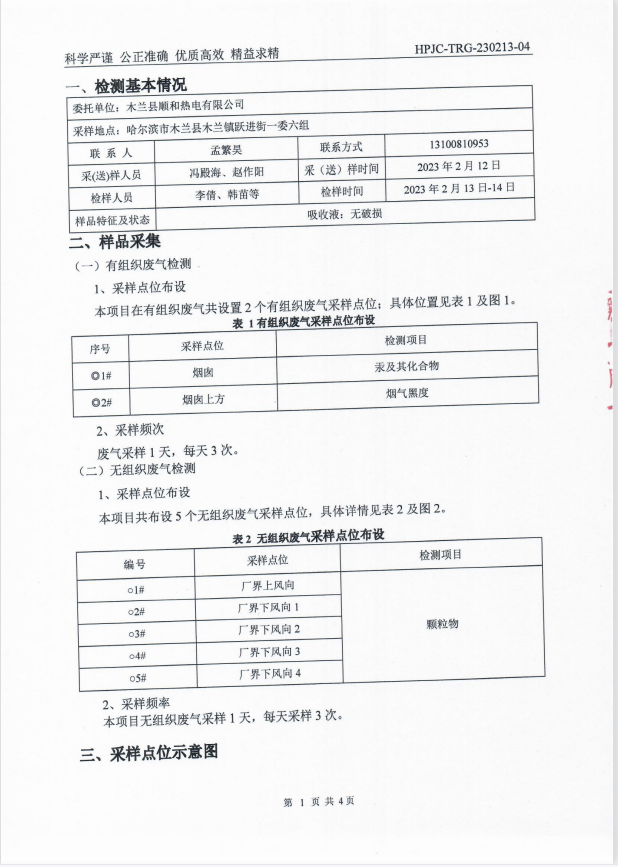 科学严谨 公正准确 优质高效 精益求精 HPJC-TRG-230213-04
一、检测基本情况
委托单位：木兰县顺和热电有限公司
采样地点：哈尔滨市木兰县木兰镇跃进街一委六组
联系人 孟繁昊 联系方式 13100810953
采(送)样人员 冯殿海、赵作阳 采（送）样时间 2023 年 2 月 12 日
检样人员 李倩、韩苗等 检样时间 2023 年 2 月 13 日-14 日
样品特征及状态 吸收液：无破损
二、样品采集
（一）有组织废气检测
1、采样点位布设
本项目在有组织废气共设置 2 个有组织废气采样点位；具体位置见表 1 及图 1。
表 1 有组织废气采样点位布设
序号 采样点位 检测项目
◎1# 烟囱 汞及其化合物
◎2# 烟囱上方 烟气黑度
2、采样频次
废气采样 1 天，每天 3 次。
（二）无组织废气检测
1、采样点位布设
本项目共布设 5 个无组织废气采样点位，具体详情见表 2 及图 2。
表 2 无组织废气采样点位布设
编号 采样点位 检测项目
○1# 厂界上风向
○2# 厂界下风向 1
○3# 厂界下风向 2 颗粒物
○4# 厂界下风向 3
○5# 厂界下风向 4
2、采样频率
本项目无组织废气采样 1 天，每天采样 3 次。
三、采样点位示意图
第 1 页 共 4 页